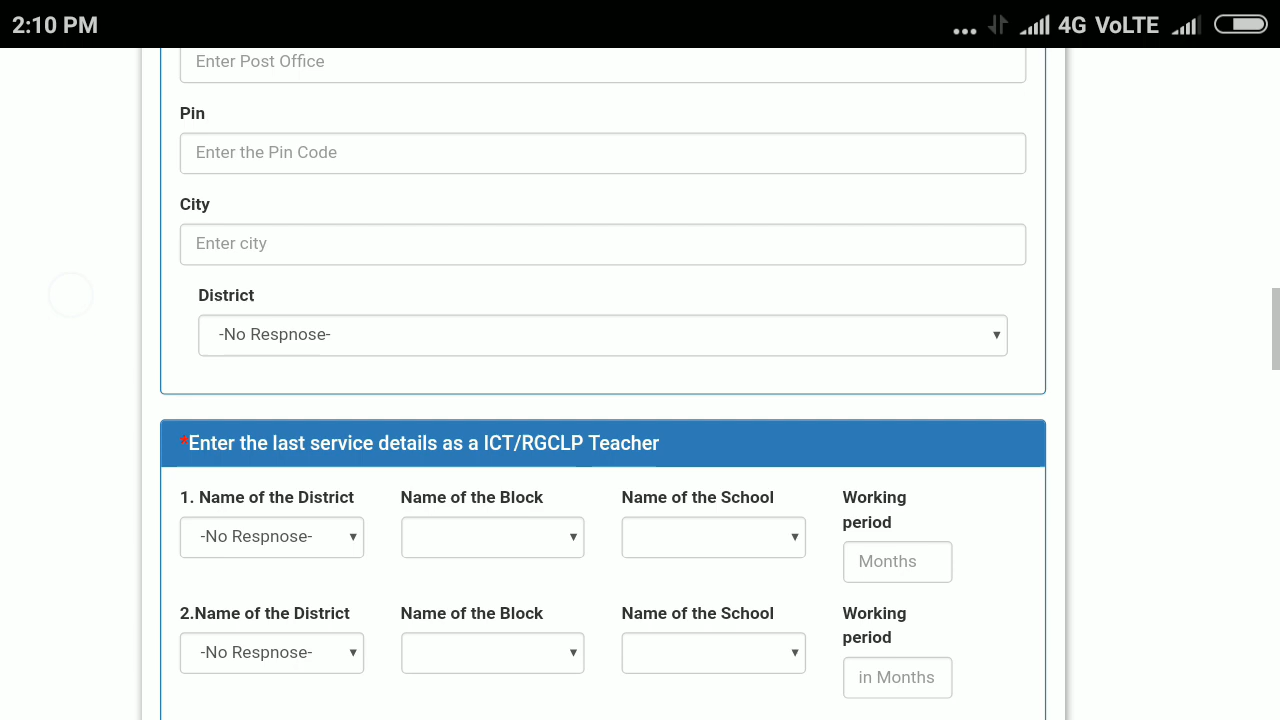 2:10 PM
4G VoLTE
Enter Post Office
Pin
Enter the Pin Code
City
Enter city
District
-No Respnose-
*Enter the last service details as a ICT/RGCLP Teacher
1. Name of the District Name of the Block Name of the School Working period
-No Respnose- Months
2.Name of the District Name of the Block Name of the School Working period
-No Respnose- in Months